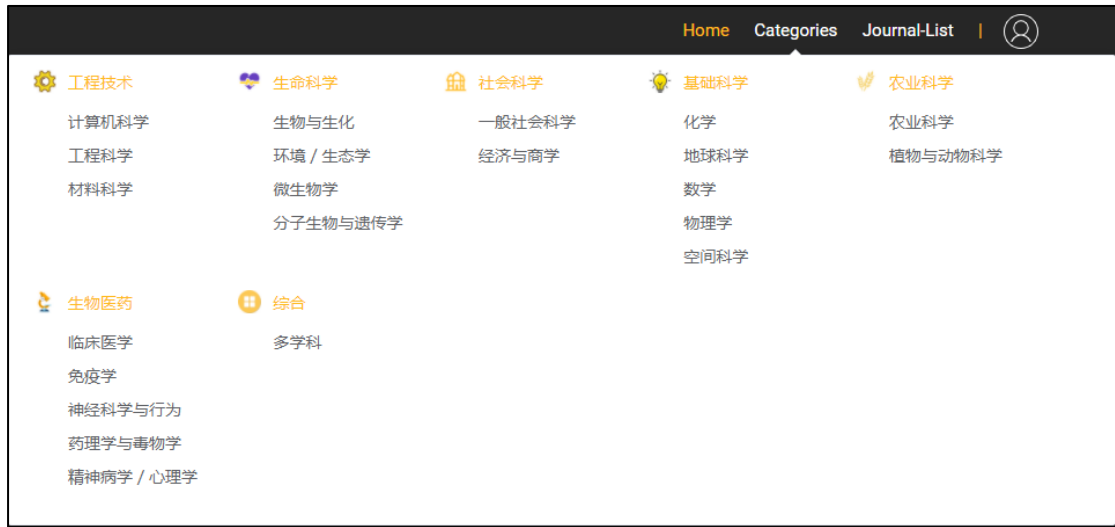 Home Categories Journal-List |
工程技术
计算机科学
工程科学
材料科学
生命科学
生物与生化
环境 / 生态学
微生物学
分子生物与遗传学
社会科学
一般社会科学
经济与商学
基础科学
化学
地球科学
数学
物理学
空间科学
农业科学
农业科学
植物与动物科学
生物医药
临床医学
免疫学
神经科学与行为
药理学与毒物学
精神病学 / 心理学
综合
多学科